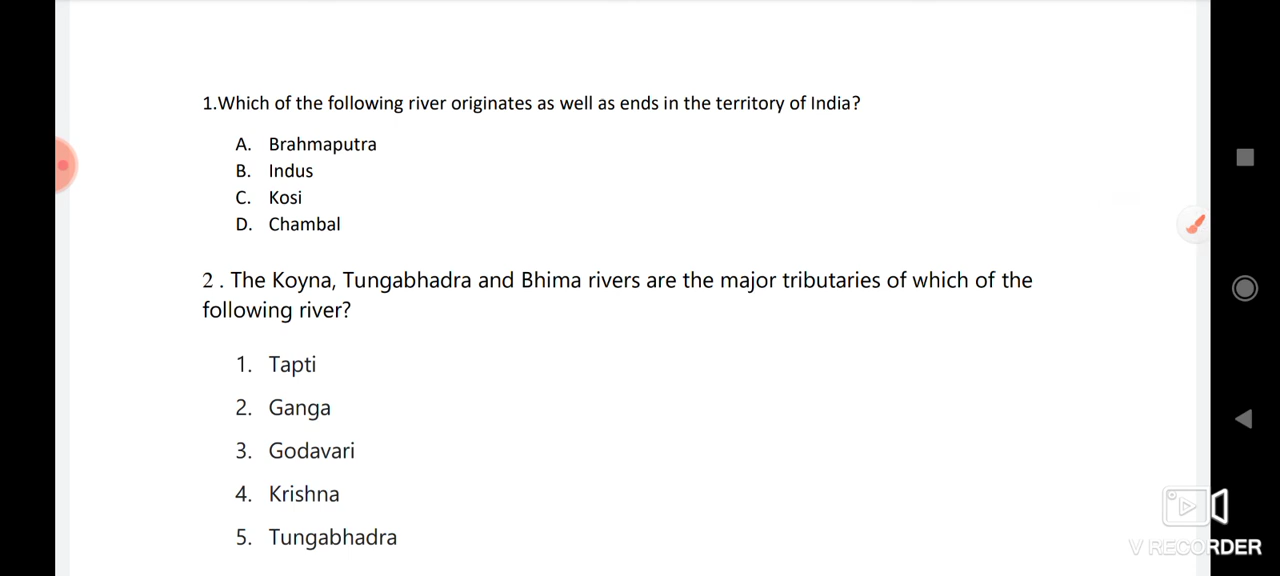 1.Which of the following river originates as well as ends in the territory of India?
A. Brahmaputra
B. Indus
C. Kosi
D. Chambal
2 . The Koyna, Tungabhadra and Bhima rivers are the major tributaries of which of the
following river?
1. Tapti
2. Ganga
3. Godavari
4. Krishna
5. Tungabhadra
V RECORDER